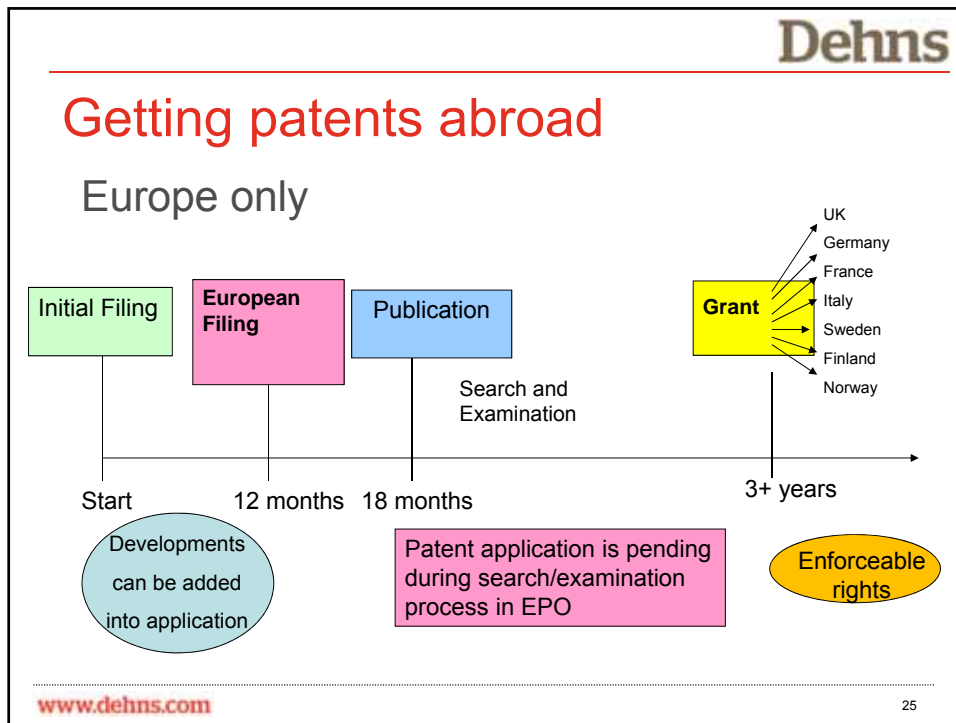 Dehns
Getting patents abroad
Europe only
Initial Filing
European
Filing
Publication
Search and
Examination
Grant
UK
Germany
France
Italy
Sweden
Finland
Norway
Start
12 months
18 months
3+ years
Developments
can be added
into application
Patent application is pending
during search/examination
process in EPO
Enforceable
rights
www.dehns.com
25